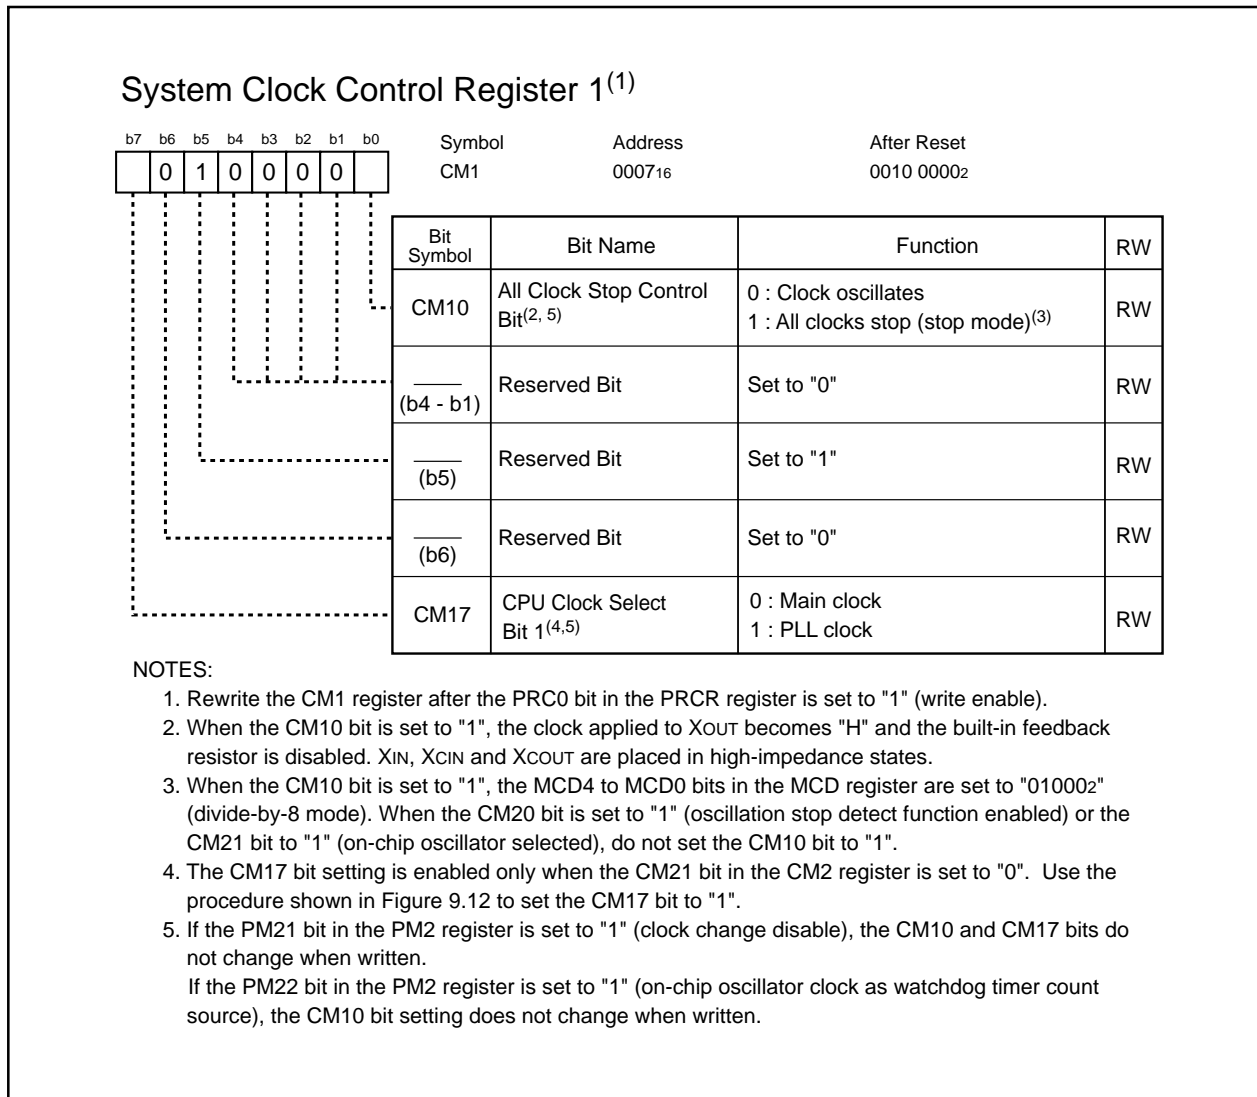 System Clock Control Register 1(1)
b7 b6 b5 b4 b3 b2 b1 b0 Symbol Address After Reset
0 1 0 0 0 0 CM1 000716 0010 00002
Bit Symbol Bit Name Function RW
CM10 All Clock Stop Control Bit(2, 5) 0 : Clock oscillates RW
1 : All clocks stop (stop mode)(3)
(b4 - b1) Reserved Bit Set to "0" RW
(b5) Reserved Bit Set to "1" RW
(b6) Reserved Bit Set to "0" RW
CM17 CPU Clock Select Bit 1(4,5) 0 : Main clock RW
1 : PLL clock
NOTES:
1. Rewrite the CM1 register after the PRC0 bit in the PRCR register is set to "1" (write enable).
2. When the CM10 bit is set to "1", the clock applied to XOUT becomes "H" and the built-in feedback
resistor is disabled. XIN, XCIN and XCOUT are placed in high-impedance states.
3. When the CM10 bit is set to "1", the MCD4 to MCD0 bits in the MCD register are set to "010002"
(divide-by-8 mode). When the CM20 bit is set to "1" (oscillation stop detect function enabled) or the
CM21 bit to "1" (on-chip oscillator selected), do not set the CM10 bit to "1".
4. The CM17 bit setting is enabled only when the CM21 bit in the CM2 register is set to "0". Use the
procedure shown in Figure 9.12 to set the CM17 bit to "1".
5. If the PM21 bit in the PM2 register is set to "1" (clock change disable), the CM10 and CM17 bits do
not change when written.
If the PM22 bit in the PM2 register is set to "1" (on-chip oscillator clock as watchdog timer count
source), the CM10 bit setting does not change when written.